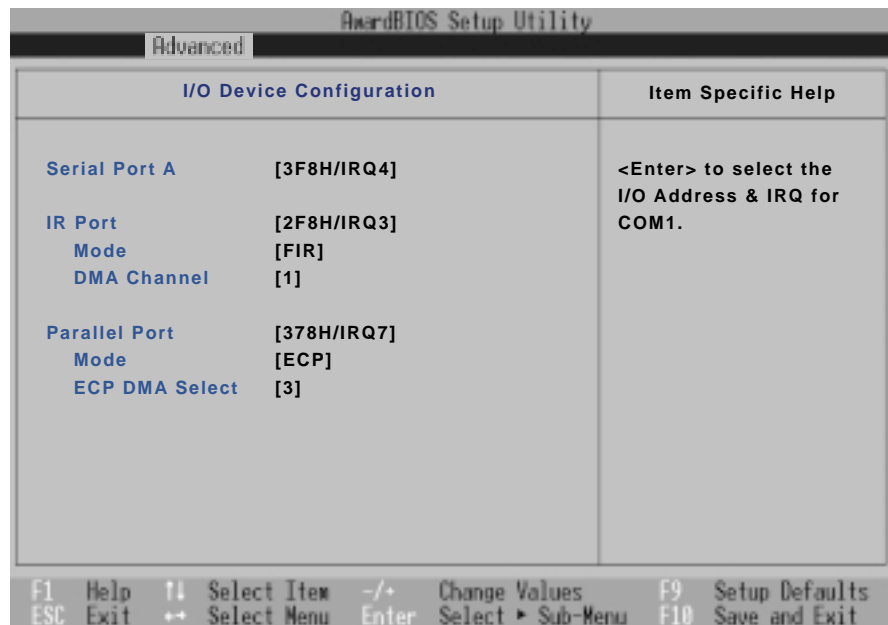 AwardBIOS Setup Utility
Advanced
I/O Device Configuration
Item Specific Help
Serial Port A [3F8H/IRQ4]
IR Port [2F8H/IRQ3]
Mode [FIR]
DMA Channel [1]
Parallel Port [378H/IRQ7]
Mode [ECP]
ECP DMA Select [3]
<Enter> to select the
I/O Address & IRQ for
COM1.
F1 Help ↑↓ Select Item -/+ Change Values F9 Setup Defaults
ESC Exit ←→ Select Menu Enter Select ▸ Sub-Menu F10 Save and Exit